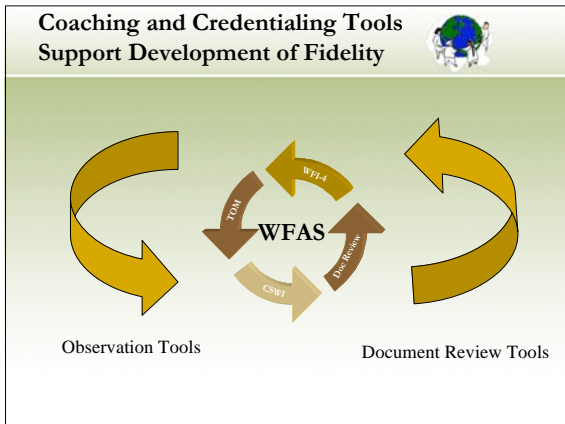 Coaching and Credentialing Tools
Support Development of Fidelity
WFI-4
TOM
WFAS
Doc Review
CSWI
Observation Tools
Document Review Tools